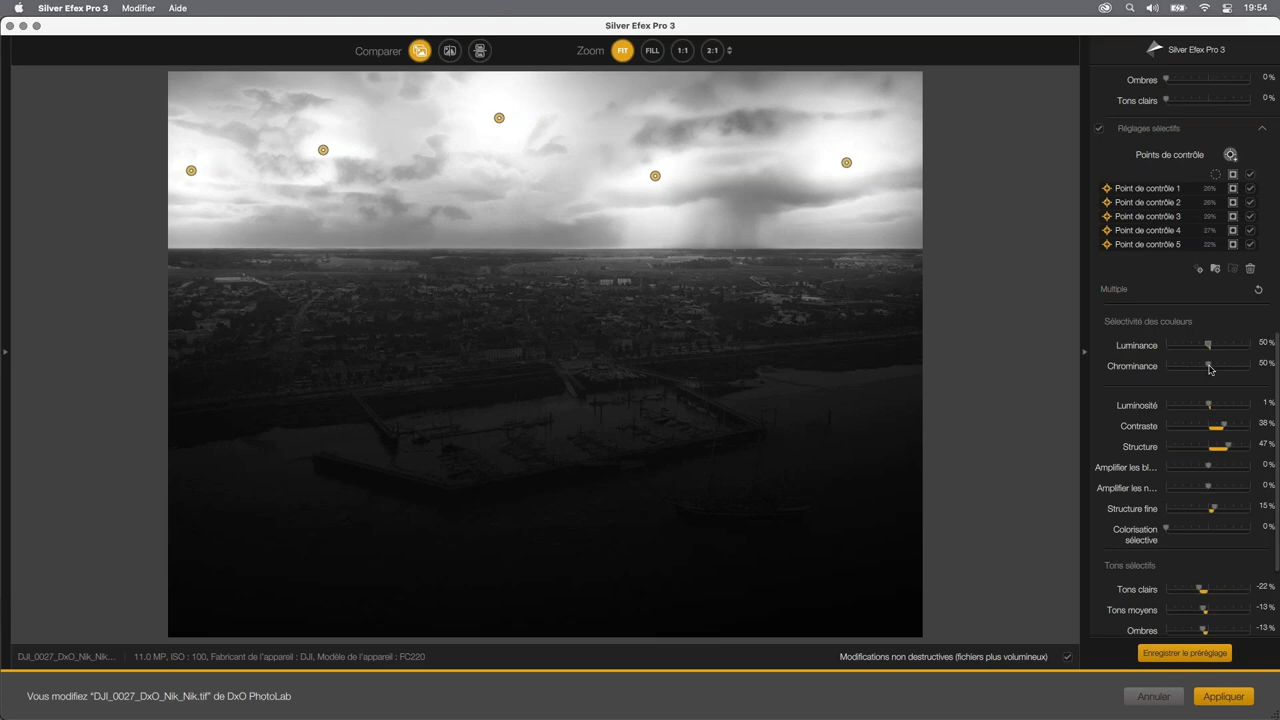 Silver Efex Pro 3 Modifier Aide 19:54
Silver Efex Pro 3
Comparer Zoom FIT FILL 1:1 2:1 Silver Efex Pro 3
Ombres 0 %
Tons clairs 0 %
Réglages sélectifs
Points de contrôle
Point de contrôle 1 26%
Point de contrôle 2 26%
Point de contrôle 3 29%
Point de contrôle 4 27%
Point de contrôle 5 22%
Multiple
Sélectivité des couleurs
Luminance 50 %
Chrominance 50 %
Luminosité 1 %
Contraste 38 %
Structure 47 %
Amplifier les bl... 0 %
Amplifier les n... 0 %
Structure fine 15 %
Colorisation sélective 0 %
Tons sélectifs
Tons clairs -22 %
Tons moyens -13 %
Ombres -13 %
Enregistrer le préréglage
DJI_0027_DxO_Nik_Nik.... 11.0 MP, ISO : 100, Fabricant de l'appareil : DJI, Modèle de l'appareil : FC220 Modifications non destructives (fichiers plus volumineux)
Vous modifiez "DJI_0027_DxO_Nik_Nik.tif" de DxO PhotoLab Annuler Appliquer